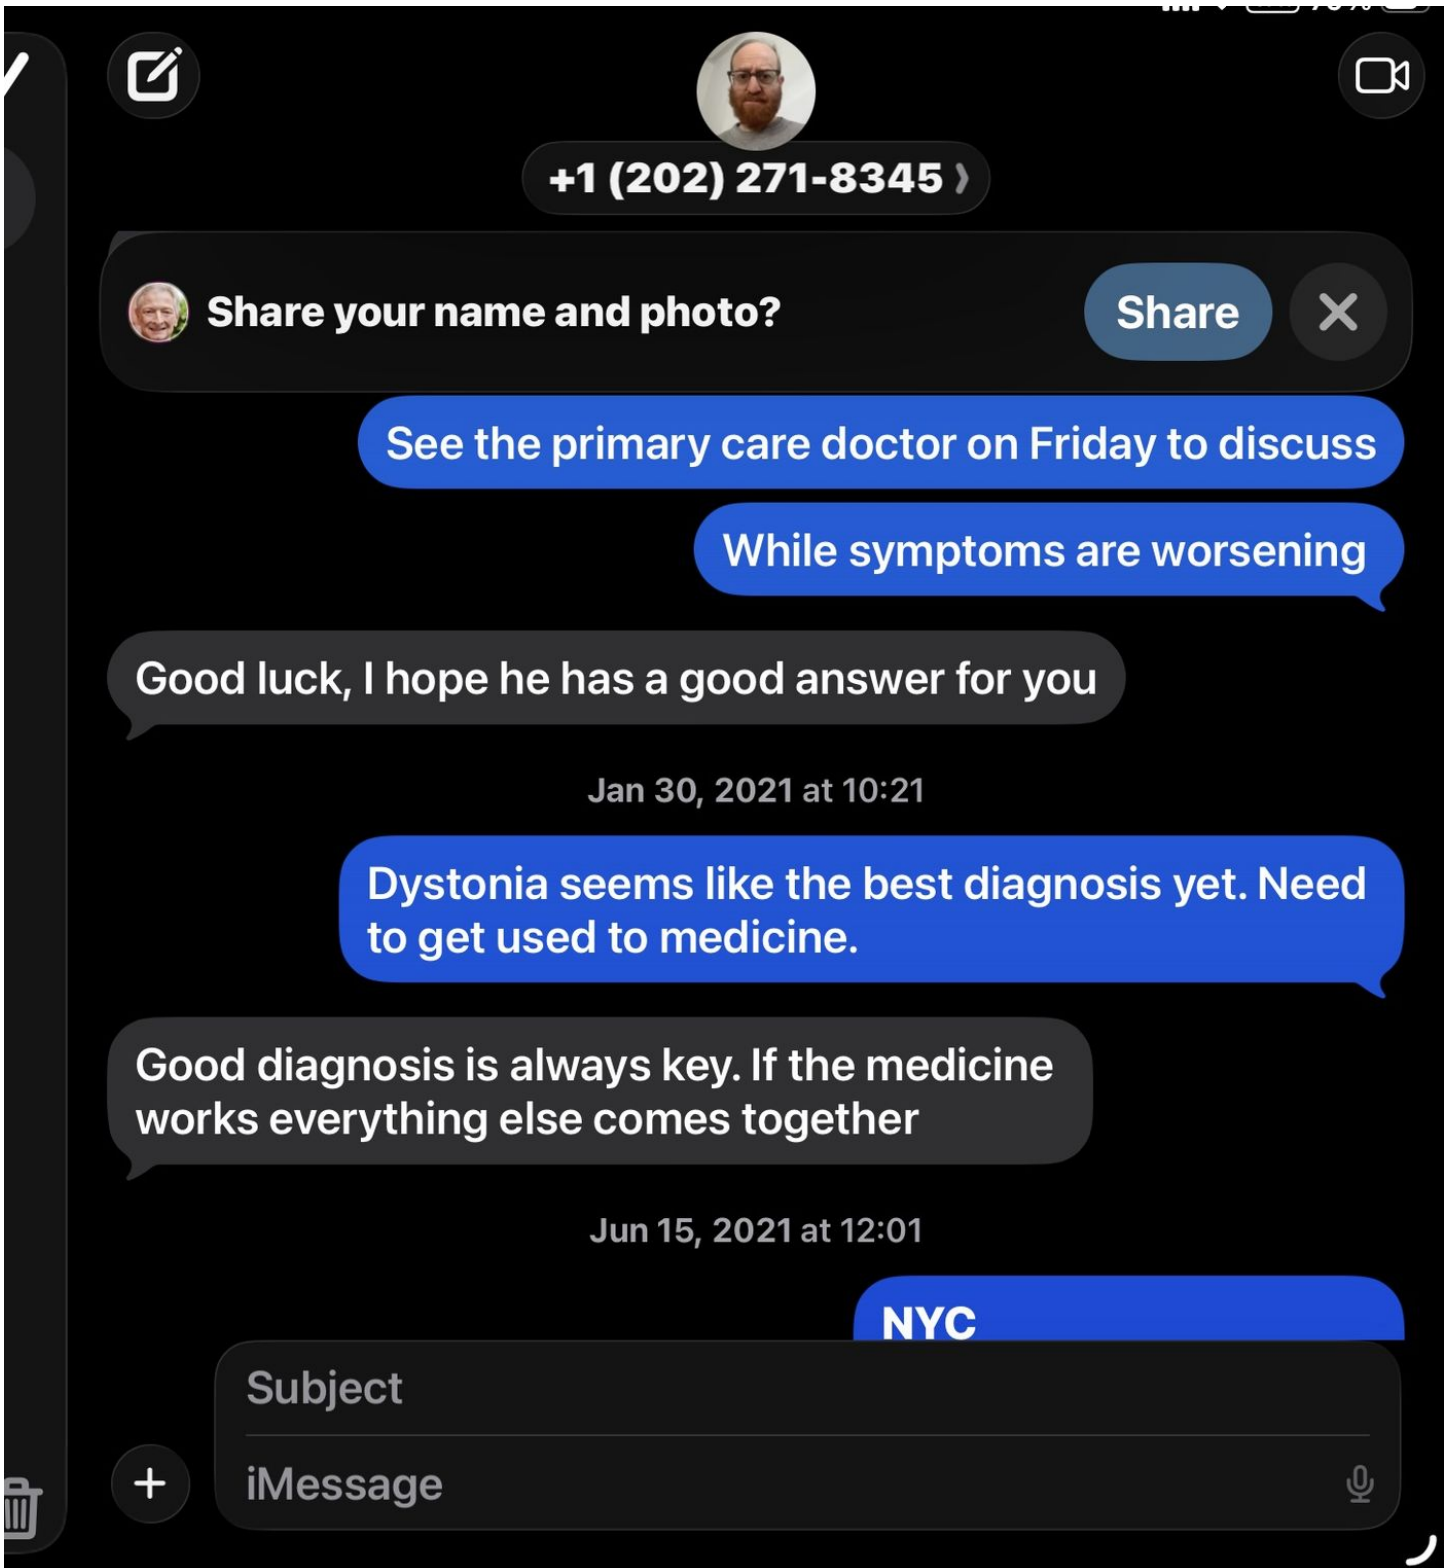 +1 (202) 271-8345
Share your name and photo?
Share
See the primary care doctor on Friday to discuss
While symptoms are worsening
Good luck, I hope he has a good answer for you
Jan 30, 2021 at 10:21
Dystonia seems like the best diagnosis yet. Need
to get used to medicine.
Good diagnosis is always key. If the medicine
works everything else comes together
Jun 15, 2021 at 12:01
NYC
Subject
iMessage